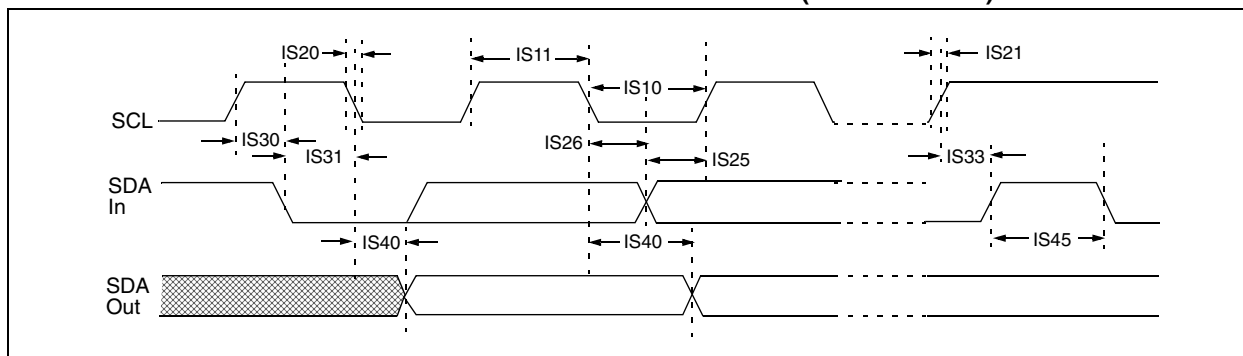 IS20
IS11
IS10
IS21
SCL
IS30
IS31
IS26
IS25
IS33
SDA
In
IS40
IS40
IS45
SDA
Out